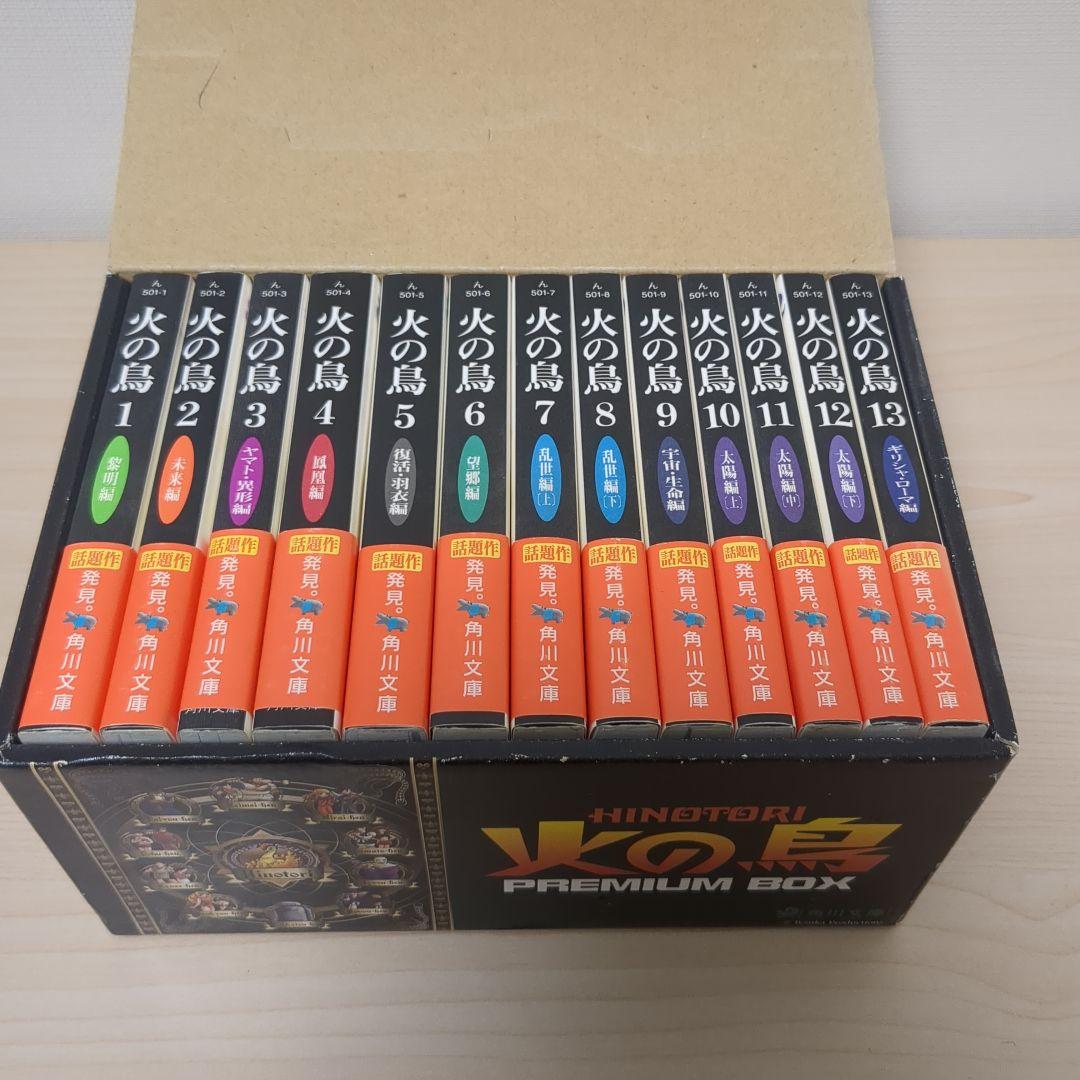 ん
501-1
火の鳥
1
黎明編
話題作
発見。角川文庫
ん
501-2
火の鳥
2
未来編
話題作
発見。角川文庫
ん
501-3
火の鳥
3
ヤマト・異形編
話題作
発見。角川文庫
角川文庫
ん
501-4
火の鳥
4
鳳凰編
話題作
発見。角川文庫
角川文庫
ん
501-5
火の鳥
5
復活・羽衣編
話題作
発見。角川文庫
ん
501-6
火の鳥
6
望郷編
話題作
発見。角川文庫
ん
501-7
火の鳥
7
乱世編〔上〕
話題作
発見。角川文庫
ん
501-8
火の鳥
8
乱世編〔下〕
話題作
発見。角川文庫
ん
501-9
火の鳥
9
宇宙・生命編
話題作
発見。角川文庫
ん
501-10
火の鳥
10
太陽編〔上〕
話題作
発見。角川文庫
ん
501-11
火の鳥
11
太陽編〔中〕
話題作
発見。角川文庫
ん
501-12
火の鳥
12
太陽編〔下〕
話題作
発見。角川文庫
ん
501-13
火の鳥
13
ギリシャ・ローマ編
話題作
発見。角川文庫
Hinotori
HINOTORI
火の鳥
PREMIUM BOX
角川文庫
Tezuka Productions